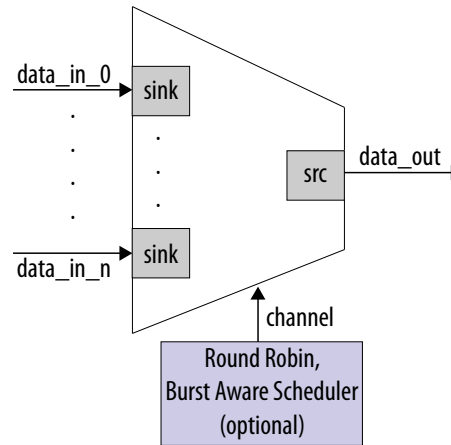 data_in_0
sink
src
data_out
sink
data_in_n
channel
Round Robin,
Burst Aware Scheduler
(optional)